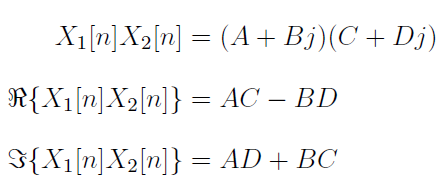 X₁[n]X₂[n] = (A + Bj)(C + Dj)
ℜ{X₁[n]X₂[n]} = AC − BD
ℑ{X₁[n]X₂[n]} = AD + BC